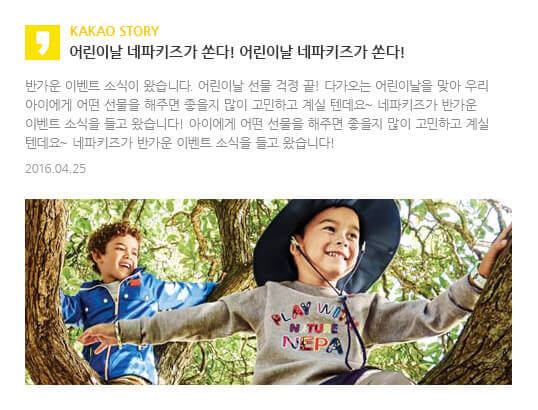 KAKAO STORY
어린이날 네파키즈가 쏜다! 어린이날 네파키즈가 쏜다!
반가운 이벤트 소식이 왔습니다. 어린이날 선물 걱정 끝! 다가오는 어린이날을 맞아 우리
아이에게 어떤 선물을 해주면 좋을지 많이 고민하고 계실 텐데요~ 네파키즈가 반가운
이벤트 소식을 들고 왔습니다! 아이에게 어떤 선물을 해주면 좋을지 많이 고민하고 계실
텐데요~ 네파키즈가 반가운 이벤트 소식을 들고 왔습니다!
2016.04.25
PLAY WITH
NATURE
NEPA